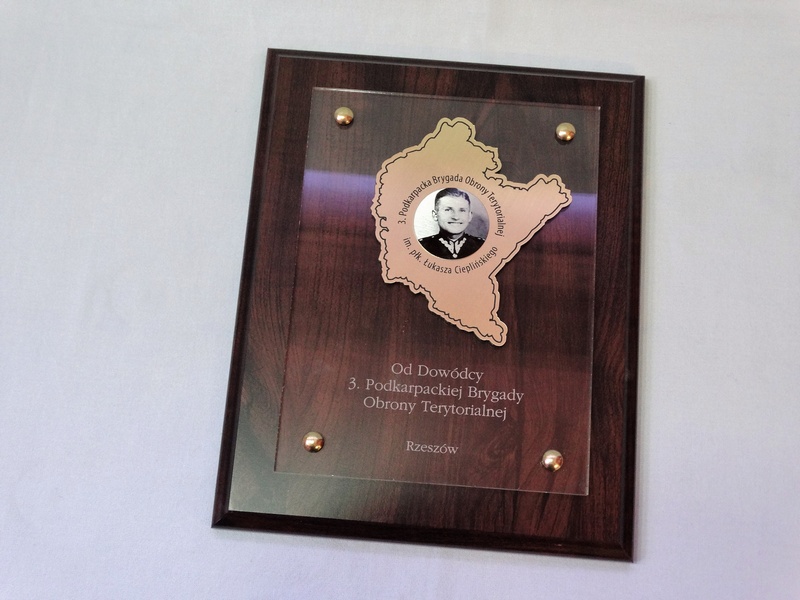 3. Podkarpacka Brygada Obrony Terytorialnej
im. płk. Łukasza Cieplińskiego
Od Dowódcy
3. Podkarpackiej Brygady
Obrony Terytorialnej
Rzeszów